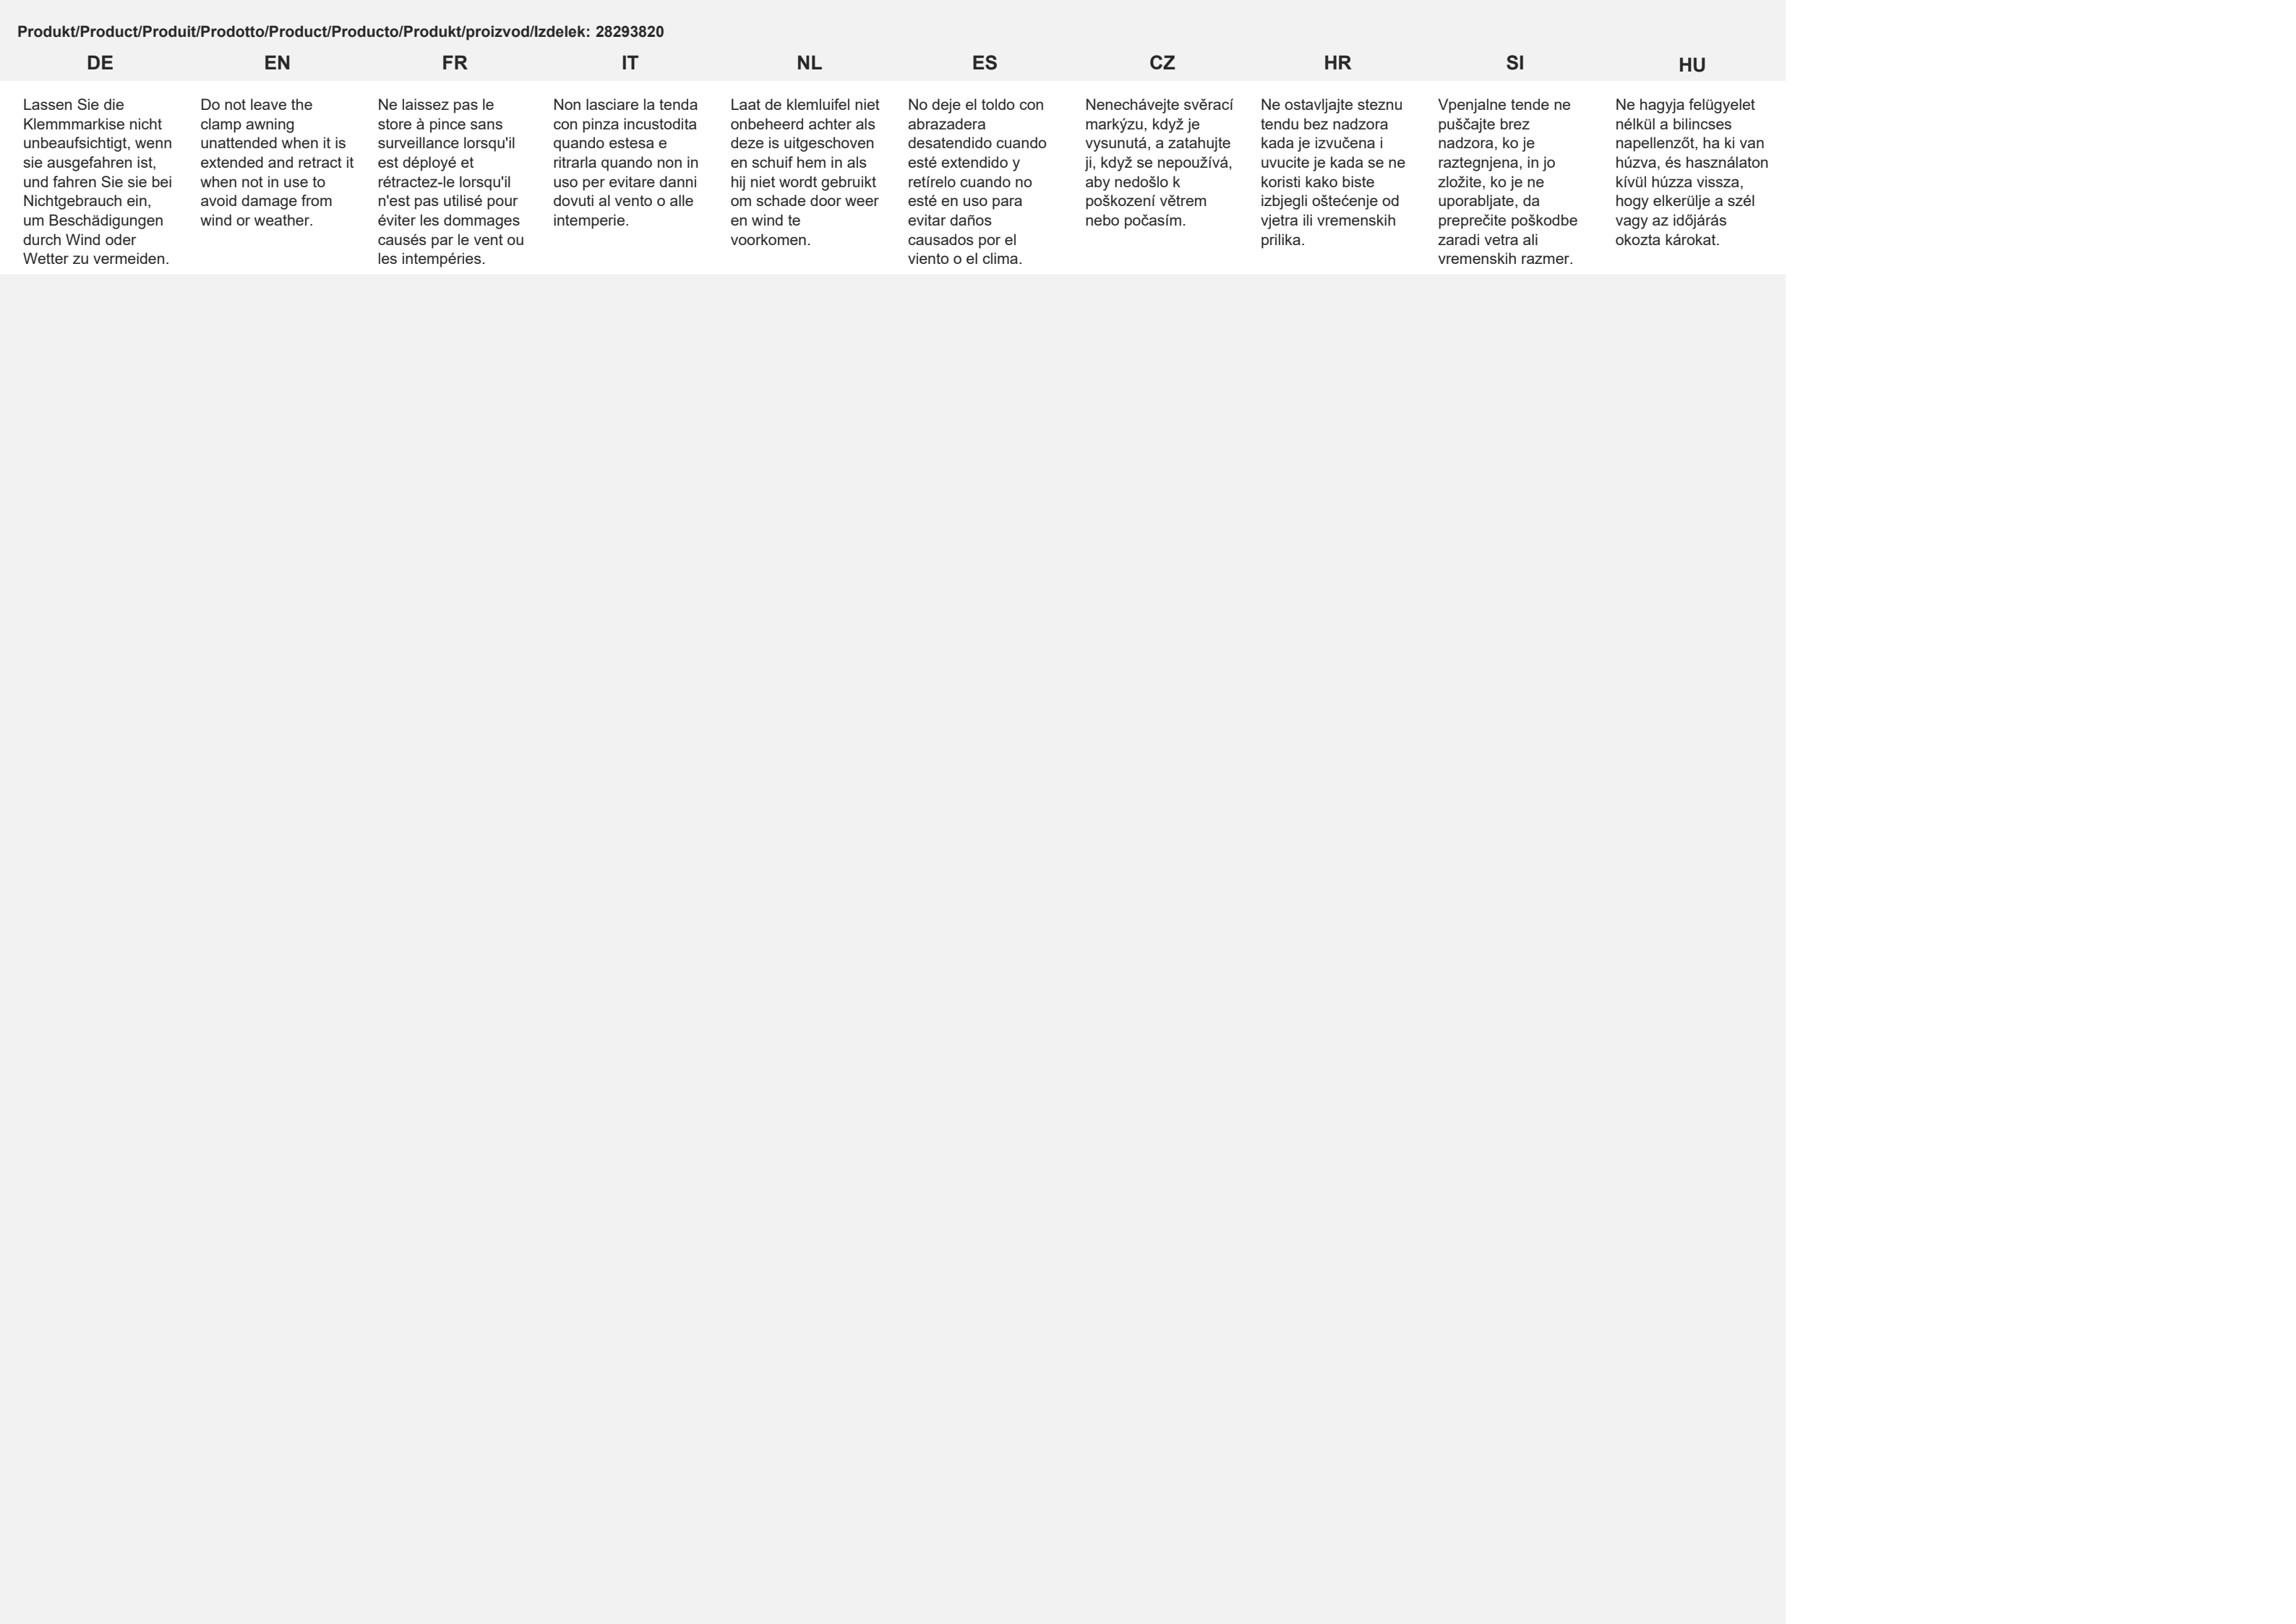 Produkt/Product/Produit/Prodotto/Product/Producto/Produkt/proizvod/Izdelek: 28293820
DE
Lassen Sie die
Klemmmarkise nicht
unbeaufsichtigt, wenn
sie ausgefahren ist,
und fahren Sie sie bei
Nichtgebrauch ein,
um Beschädigungen
durch Wind oder
Wetter zu vermeiden.
EN
Do not leave the
clamp awning
unattended when it is
extended and retract it
when not in use to
avoid damage from
wind or weather.
FR
Ne laissez pas le
store à pince sans
surveillance lorsqu'il
est déployé et
rétractez-le lorsqu'il
n'est pas utilisé pour
éviter les dommages
causés par le vent ou
les intempéries.
IT
Non lasciare la tenda
con pinza incustodita
quando estesa e
ritrarla quando non in
uso per evitare danni
dovuti al vento o alle
intemperie.
NL
Laat de klemluifel niet
onbeheerd achter als
deze is uitgeschoven
en schuif hem in als
hij niet wordt gebruikt
om schade door weer
en wind te
voorkomen.
ES
No deje el toldo con
abrazadera
desatendido cuando
esté extendido y
retírelo cuando no
esté en uso para
evitar daños
causados por el
viento o el clima.
CZ
Nenechávejte svěrací
markýzu, když je
vysunutá, a zatahujte
ji, když se nepoužívá,
aby nedošlo k
poškození větrem
nebo počasím.
HR
Ne ostavljajte steznu
tendu bez nadzora
kada je izvučena i
uvucite je kada se ne
koristi kako biste
izbjegli oštećenje od
vjetra ili vremenskih
prilika.
SI
Vpenjalne tende ne
puščajte brez
nadzora, ko je
raztegnjena, in jo
zložite, ko je ne
uporabljate, da
preprečite poškodbe
zaradi vetra ali
vremenskih razmer.
HU
Ne hagyja felügyelet
nélkül a bilincses
napellenzőt, ha ki van
húzva, és használaton
kívül húzza vissza,
hogy elkerülje a szél
vagy az időjárás
okozta károkat.